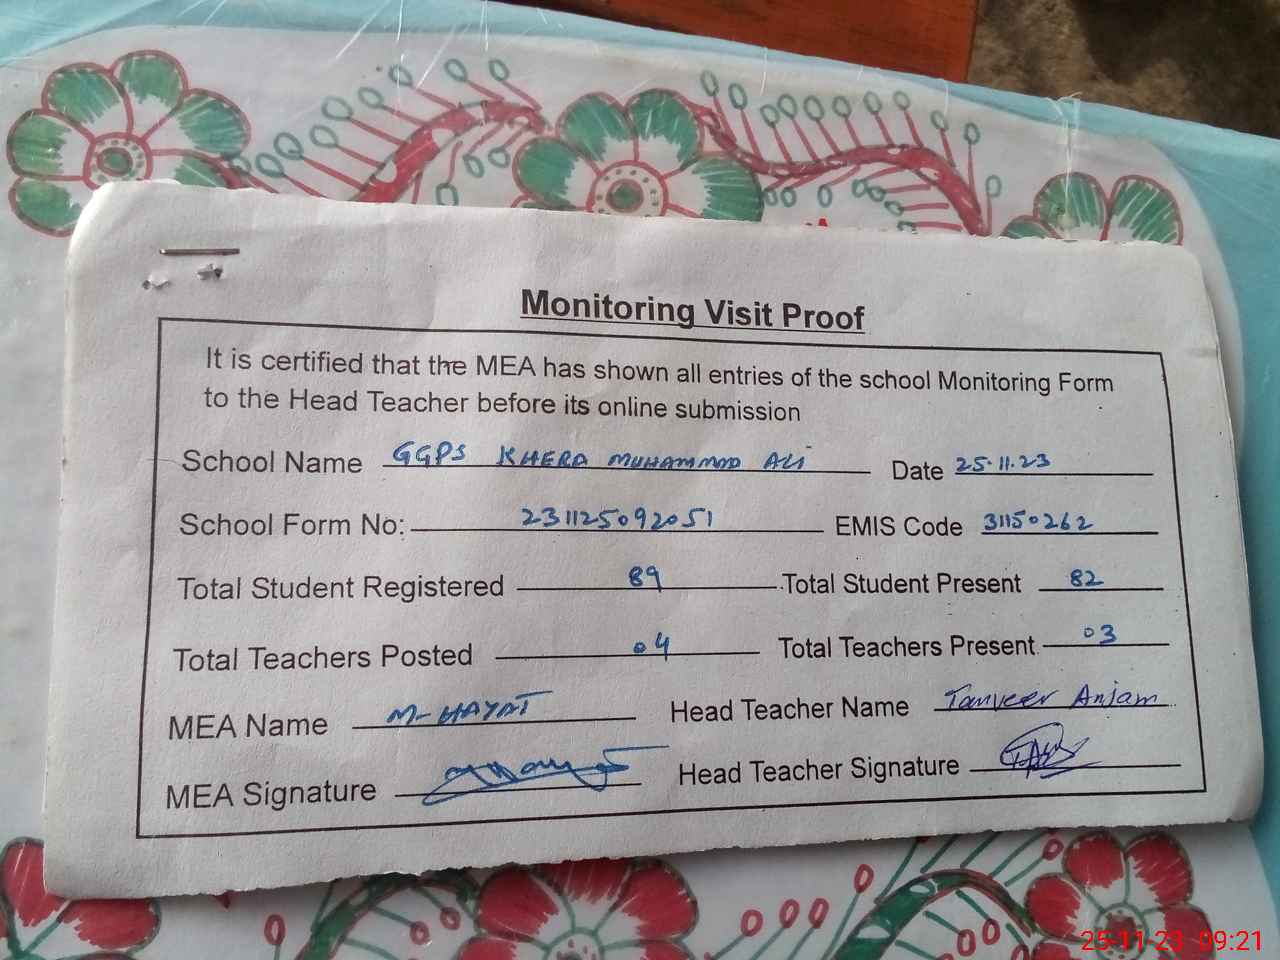 Monitoring Visit Proof
It is certified that the MEA has shown all entries of the school Monitoring Form
to the Head Teacher before its online submission
School Name GGPS KHERA MUHAMMAD ALI Date 25.11.23
School Form No: 231125092051 EMIS Code 31150262
Total Student Registered 89 Total Student Present 82
Total Teachers Posted 04 Total Teachers Present 03
MEA Name M-HAYAT Head Teacher Name Tanveer Anjam
MEA Signature Head Teacher Signature
25-11-23 09:21